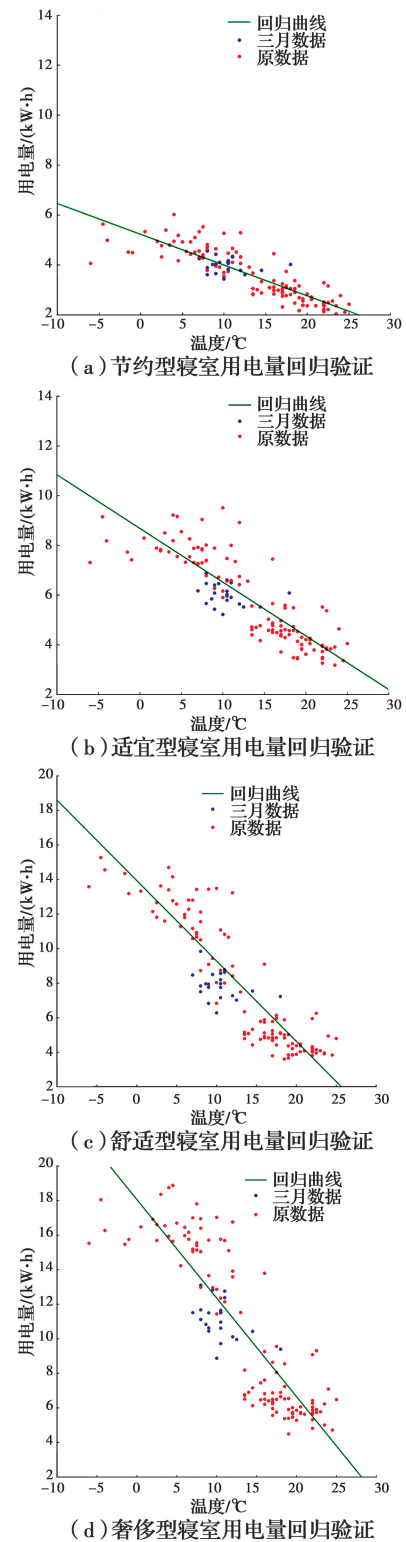 14
12
10
8
6
4
2
用电量/(kW·h)
回归曲线
三月数据
原数据
-10 -5 0 5 10 15 20 25 30
温度/℃
(a)节约型寝室用电量回归验证
14
12
10
8
6
4
2
用电量/(kW·h)
回归曲线
三月数据
原数据
-10 -5 0 5 10 15 20 25 30
温度/℃
(b)适宜型寝室用电量回归验证
20
18
16
14
12
10
8
6
4
2
用电量/(kW·h)
回归曲线
三月数据
原数据
-10 -5 0 5 10 15 20 25 30
温度/℃
(c)舒适型寝室用电量回归验证
20
18
16
14
12
10
8
6
4
2
用电量/(kW·h)
回归曲线
三月数据
原数据
-10 -5 0 5 10 15 20 25 30
温度/℃
(d)奢侈型寝室用电量回归验证